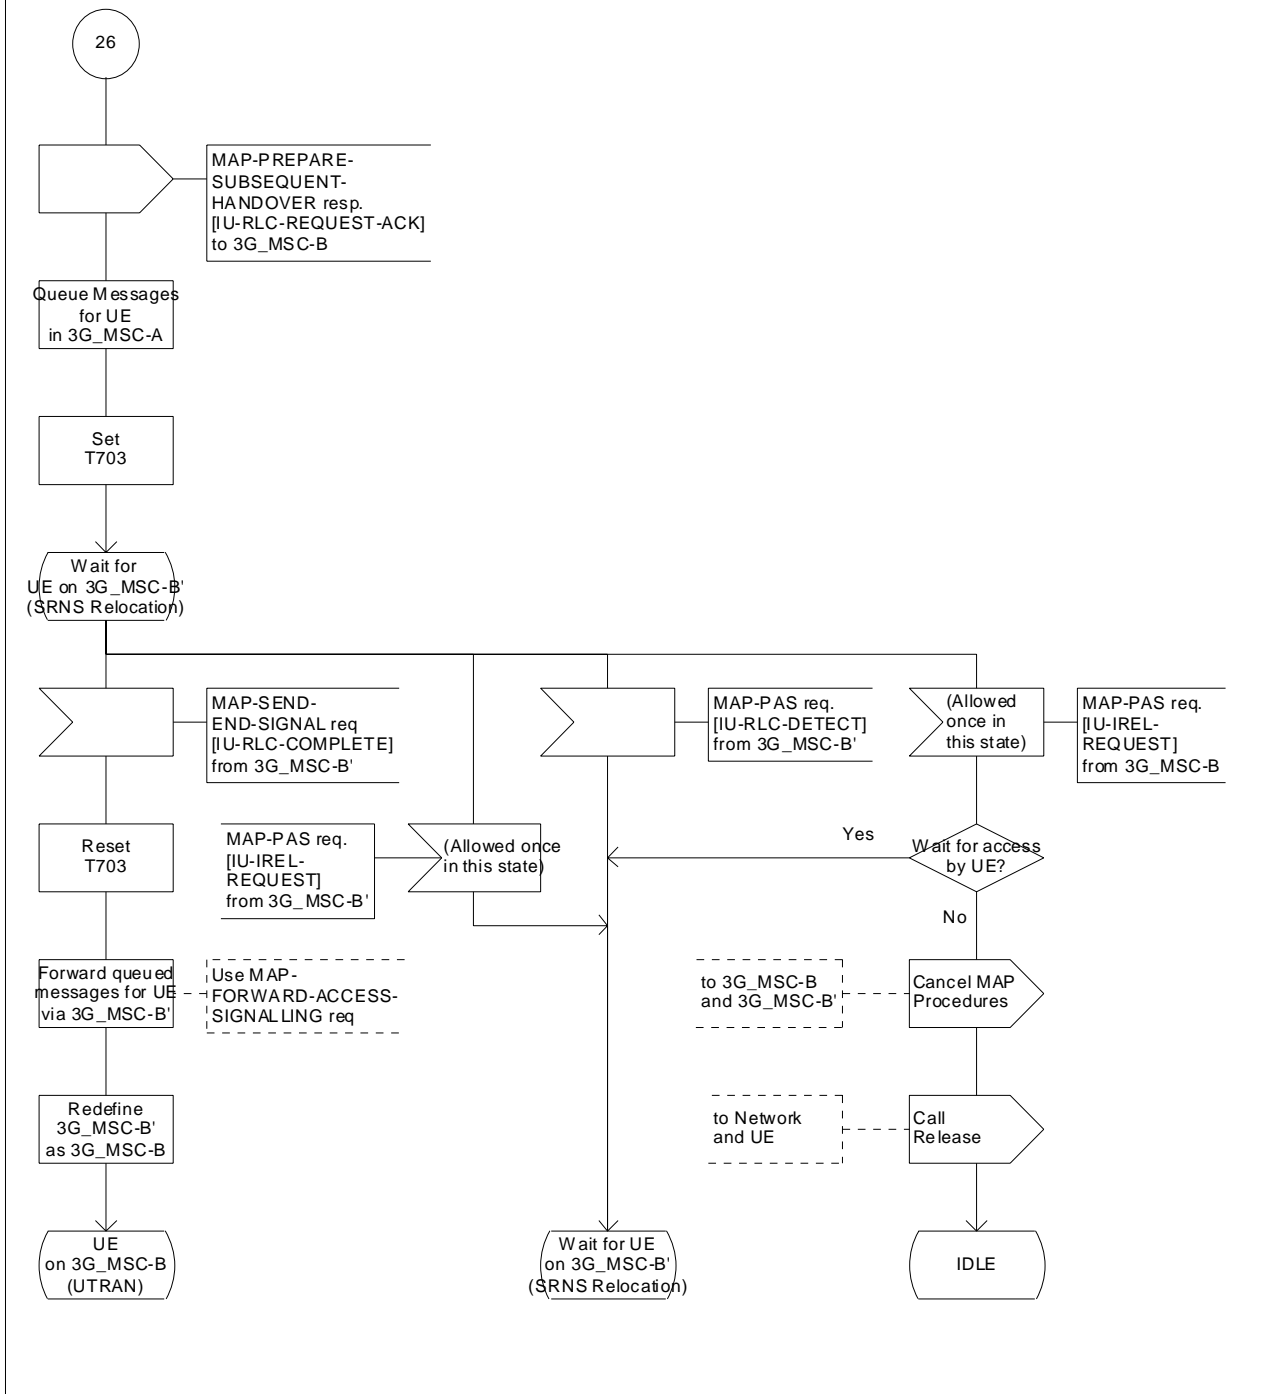 26
MAP-PREPARE-
SUBSEQUENT-
HANDOVER resp.
[IU-RLC-REQUEST-ACK]
to 3G_MSC-B
Queue Messages
for UE
in 3G_MSC-A
Set
T703
Wait for
UE on 3G_MSC-B'
(SRNS Relocation)
MAP-SEND-
END-SIGNAL req
[IU-RLC-COMPLETE]
from 3G_MSC-B'
MAP-PAS req.
[IU-RLC-DETECT]
from 3G_MSC-B'
(Allowed
once in
this state)
MAP-PAS req.
[IU-IREL-
REQUEST]
from 3G_MSC-B
Reset
T703
MAP-PAS req.
[IU-IREL-
REQUEST]
from 3G_MSC-B'
(Allowed once
in this state)
Yes
Wait for access
by UE?
No
Forward queued
messages for UE
via 3G_MSC-B'
Use MAP-
FORWARD-ACCESS-
SIGNALLING req
to 3G_MSC-B
and 3G_MSC-B'
Cancel MAP
Procedures
Redefine
3G_MSC-B'
as 3G_MSC-B
to Network
and UE
Call
Release
UE
on 3G_MSC-B
(UTRAN)
Wait for UE
on 3G_MSC-B'
(SRNS Relocation)
IDLE